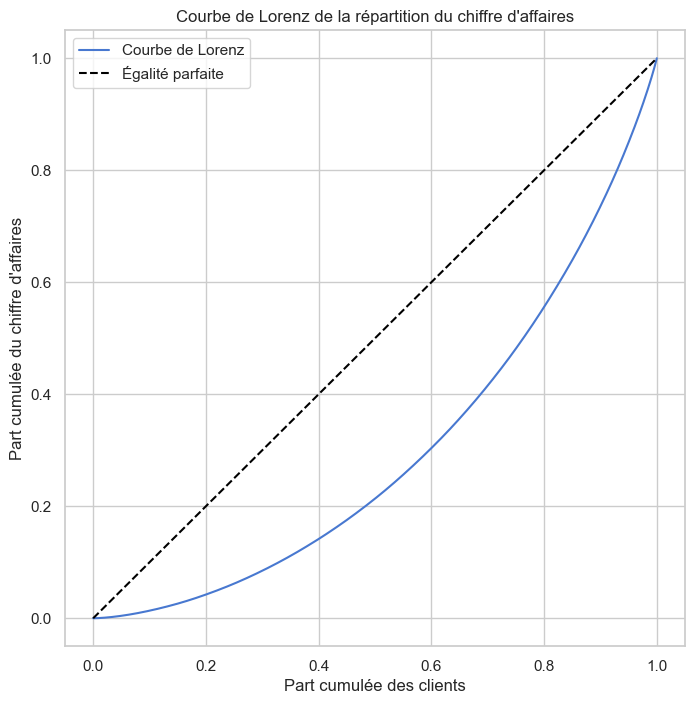 Courbe de Lorenz de la répartition du chiffre d'affaires
Courbe de Lorenz
Égalité parfaite
Part cumulée du chiffre d'affaires
1.0
0.8
0.6
0.4
0.2
0.0
0.0 0.2 0.4 0.6 0.8 1.0
Part cumulée des clients